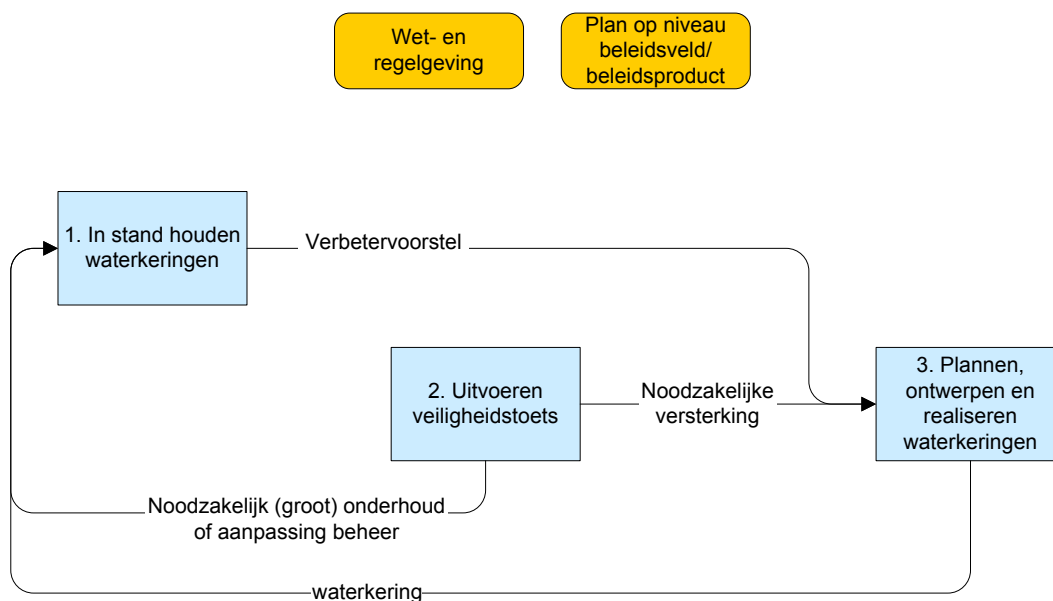 Wet- en
regelgeving
Plan op niveau
beleidsveld/
beleidsproduct
1. In stand houden
waterkeringen
Verbetervoorstel
2. Uitvoeren
veiligheidstoets
Noodzakelijke
versterking
3. Plannen,
ontwerpen en
realiseren
waterkeringen
Noodzakelijk (groot) onderhoud
of aanpassing beheer
waterkering